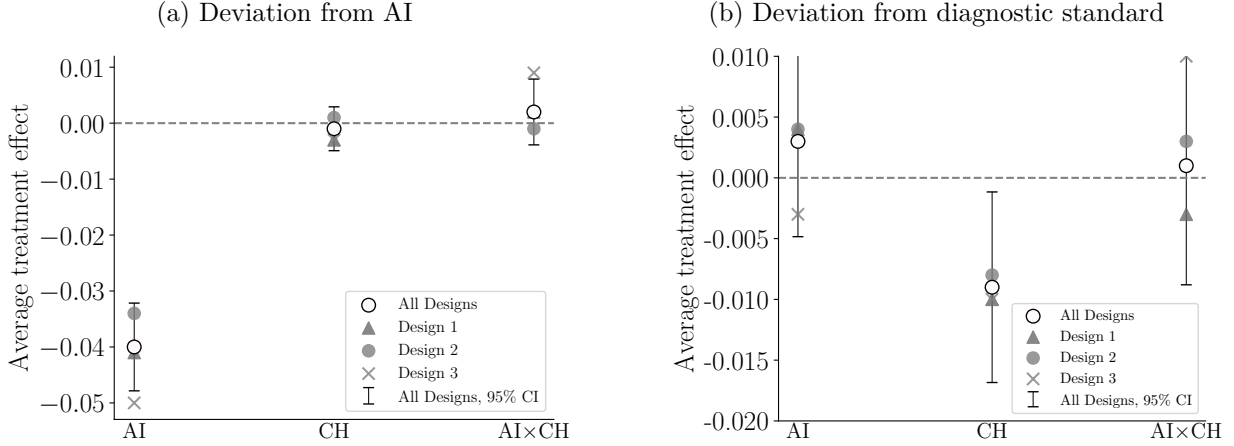 (a) Deviation from AI
Average treatment effect
0.01
0.00
−0.01
−0.02
−0.03
−0.04
−0.05
AI
CH
AI×CH
All Designs
Design 1
Design 2
Design 3
All Designs, 95% CI
(b) Deviation from diagnostic standard
Average treatment effect
0.010
0.005
0.000
-0.005
-0.010
-0.015
-0.020
AI
CH
AI×CH
All Designs
Design 1
Design 2
Design 3
All Designs, 95% CI